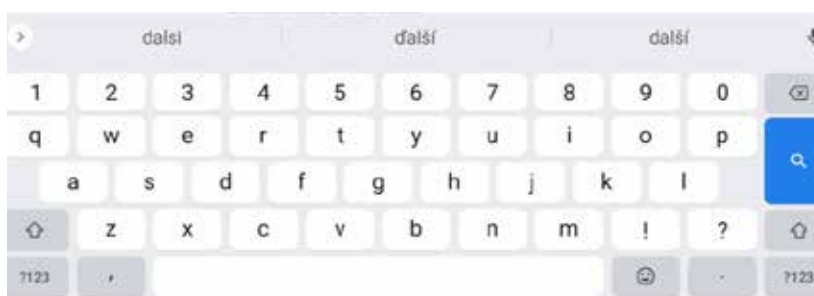 dalsi ďalší další
1 2 3 4 5 6 7 8 9 0
q w e r t y u i o p
a s d f g h j k l
z x c v b n m ! ?
?123 , . ?123